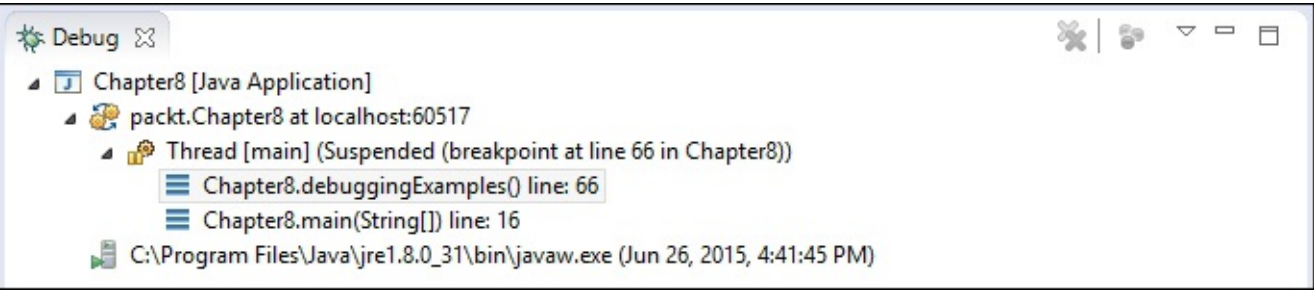 Debug
Chapter8 [Java Application]
packt.Chapter8 at localhost:60517
Thread [main] (Suspended (breakpoint at line 66 in Chapter8))
Chapter8.debuggingExamples() line: 66
Chapter8.main(String[]) line: 16
C:\Program Files\Java\jre1.8.0_31\bin\javaw.exe (Jun 26, 2015, 4:41:45 PM)